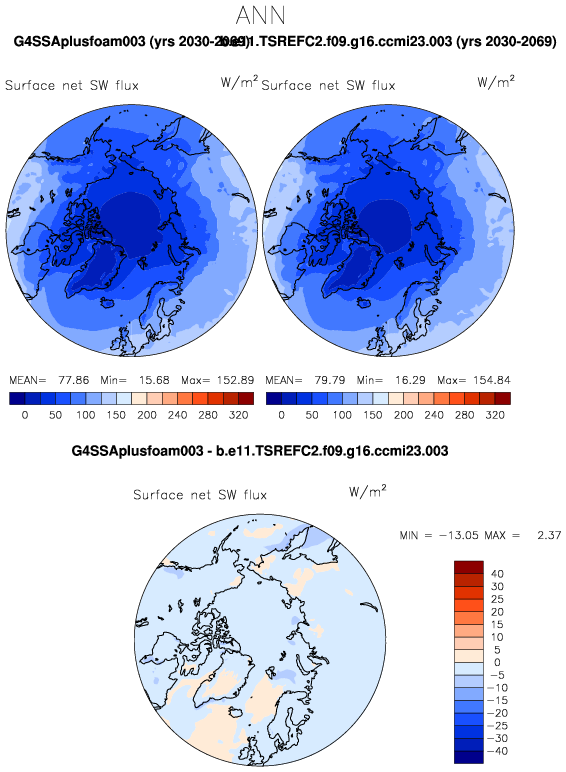 ANN
G4SSAplusfoam003 (yrs 2030-2069) b.e11.TSREFC2.f09.g16.ccmi23.003 (yrs 2030-2069)
Surface net SW flux W/m² Surface net SW flux W/m²
MEAN= 77.86 Min= 15.68 Max= 152.89 MEAN= 79.79 Min= 16.29 Max= 154.84
0 50 100 150 200 240 280 320 0 50 100 150 200 240 280 320
G4SSAplusfoam003 - b.e11.TSREFC2.f09.g16.ccmi23.003
Surface net SW flux W/m²
MIN = -13.05 MAX = 2.37
40
30
25
20
15
10
5
0
-5
-10
-15
-20
-25
-30
-40